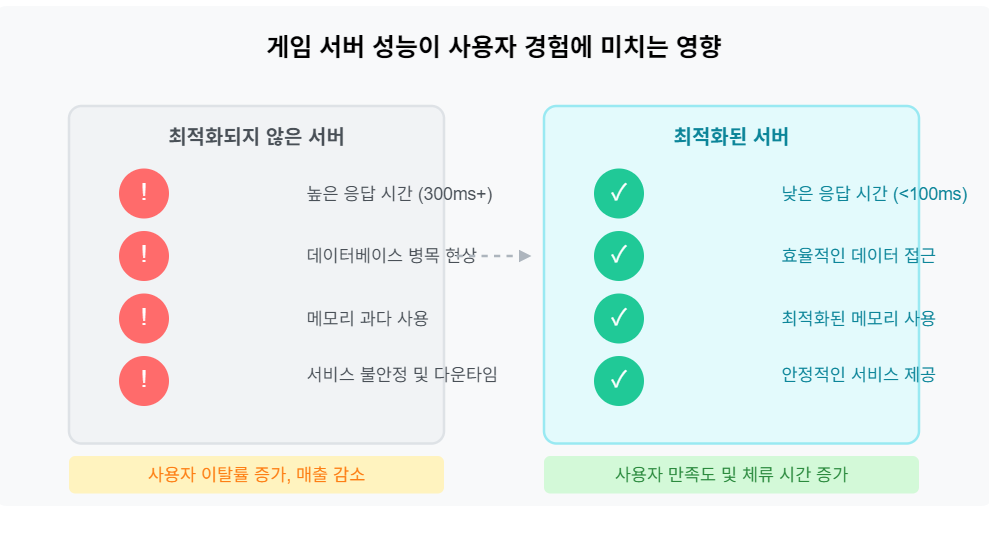 게임 서버 성능이 사용자 경험에 미치는 영향
최적화되지 않은 서버
! 높은 응답 시간 (300ms+)
! 데이터베이스 병목 현상
! 메모리 과다 사용
! 서비스 불안정 및 다운타임
사용자 이탈률 증가, 매출 감소
최적화된 서버
✓ 낮은 응답 시간 (<100ms)
✓ 효율적인 데이터 접근
✓ 최적화된 메모리 사용
✓ 안정적인 서비스 제공
사용자 만족도 및 체류 시간 증가